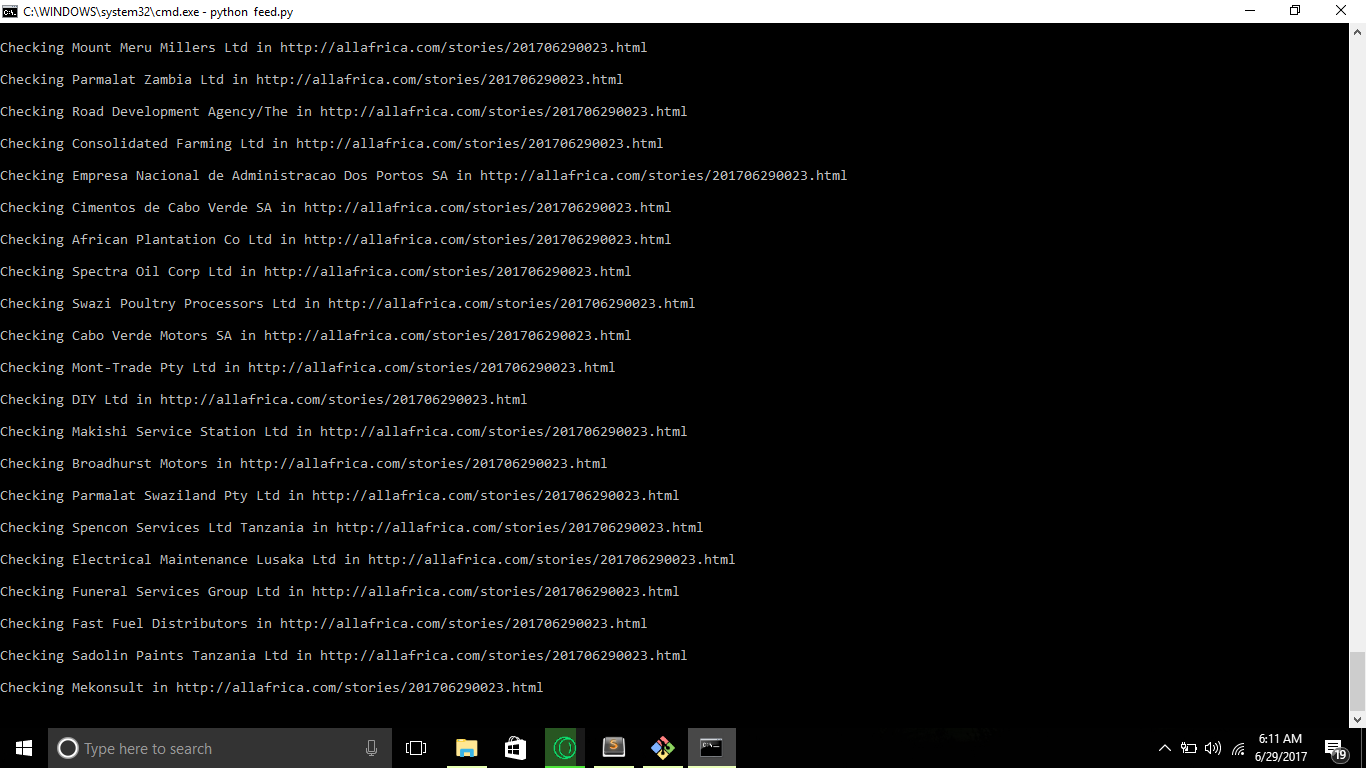 C:\WINDOWS\system32\cmd.exe - python feed.py
Checking Mount Meru Millers Ltd in http://allafrica.com/stories/201706290023.html
Checking Parmalat Zambia Ltd in http://allafrica.com/stories/201706290023.html
Checking Road Development Agency/The in http://allafrica.com/stories/201706290023.html
Checking Consolidated Farming Ltd in http://allafrica.com/stories/201706290023.html
Checking Empresa Nacional de Administracao Dos Portos SA in http://allafrica.com/stories/201706290023.html
Checking Cimentos de Cabo Verde SA in http://allafrica.com/stories/201706290023.html
Checking African Plantation Co Ltd in http://allafrica.com/stories/201706290023.html
Checking Spectra Oil Corp Ltd in http://allafrica.com/stories/201706290023.html
Checking Swazi Poultry Processors Ltd in http://allafrica.com/stories/201706290023.html
Checking Cabo Verde Motors SA in http://allafrica.com/stories/201706290023.html
Checking Mont-Trade Pty Ltd in http://allafrica.com/stories/201706290023.html
Checking DIY Ltd in http://allafrica.com/stories/201706290023.html
Checking Makishi Service Station Ltd in http://allafrica.com/stories/201706290023.html
Checking Broadhurst Motors in http://allafrica.com/stories/201706290023.html
Checking Parmalat Swaziland Pty Ltd in http://allafrica.com/stories/201706290023.html
Checking Spencon Services Ltd Tanzania in http://allafrica.com/stories/201706290023.html
Checking Electrical Maintenance Lusaka Ltd in http://allafrica.com/stories/201706290023.html
Checking Funeral Services Group Ltd in http://allafrica.com/stories/201706290023.html
Checking Fast Fuel Distributors in http://allafrica.com/stories/201706290023.html
Checking Sadolin Paints Tanzania Ltd in http://allafrica.com/stories/201706290023.html
Checking Mekonsult in http://allafrica.com/stories/201706290023.html
Type here to search
6:11 AM
6/29/2017
19